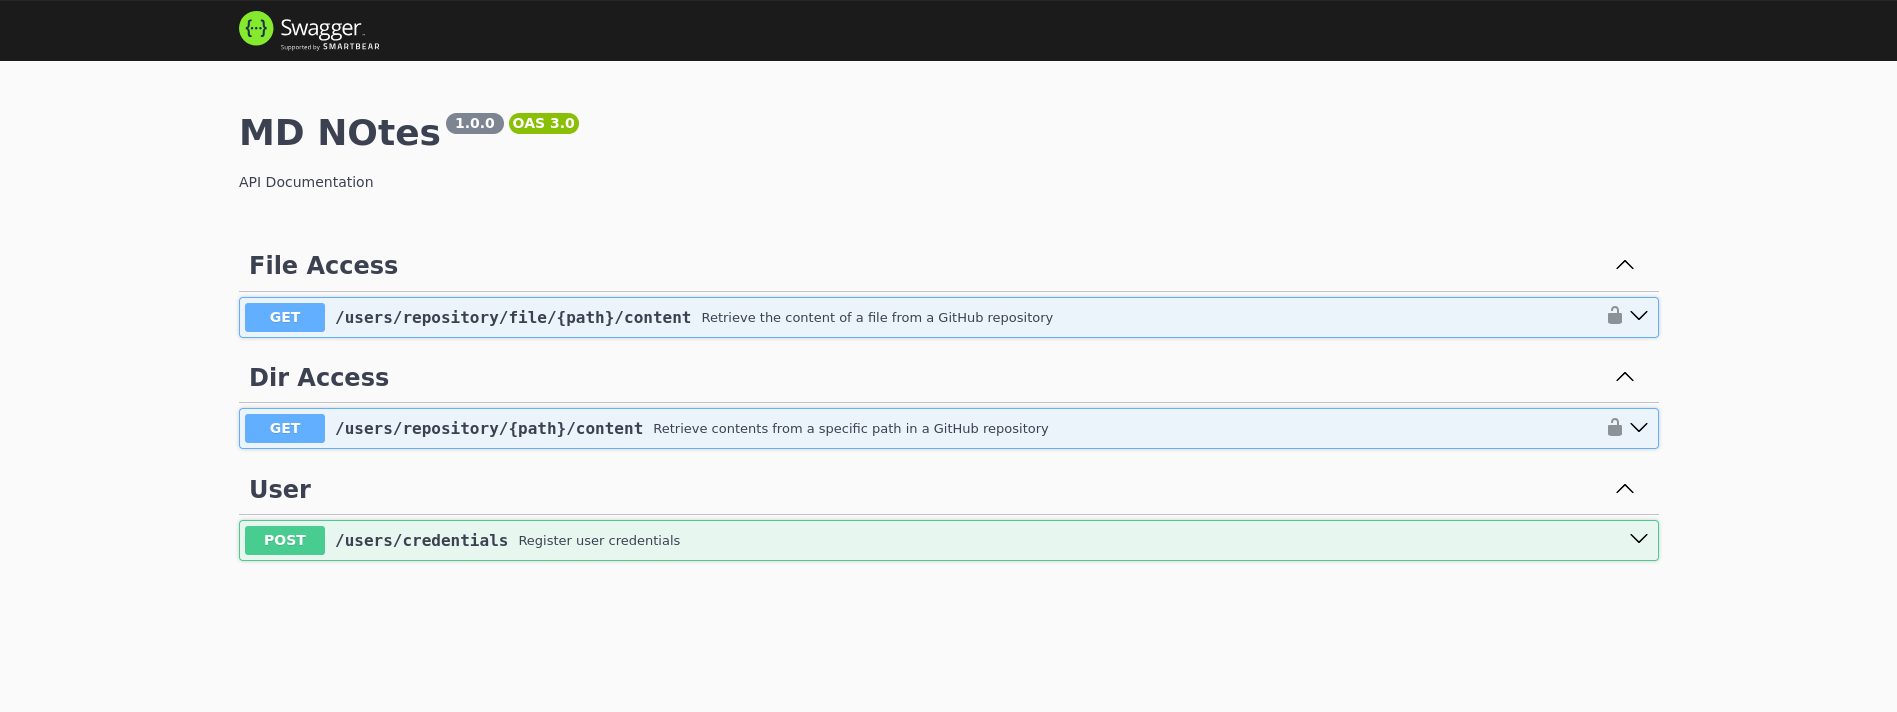 Swagger
Supported by SMARTBEAR
MD NOtes 1.0.0 OAS 3.0
API Documentation
File Access
GET /users/repository/file/{path}/content Retrieve the content of a file from a GitHub repository
Dir Access
GET /users/repository/{path}/content Retrieve contents from a specific path in a GitHub repository
User
POST /users/credentials Register user credentials